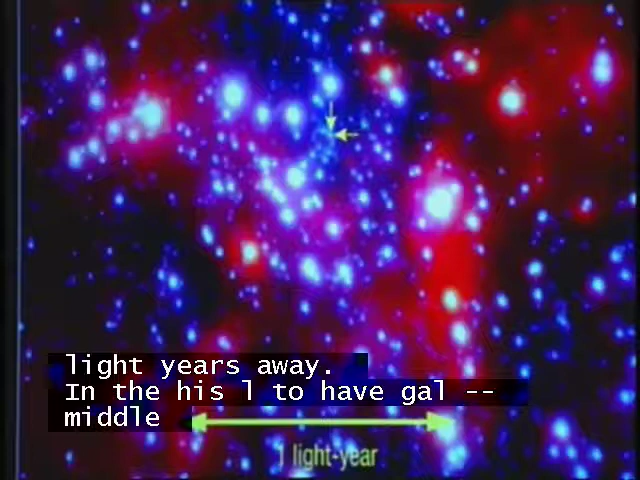 light years away.
In the his l to have gal --
middle
1 light-year